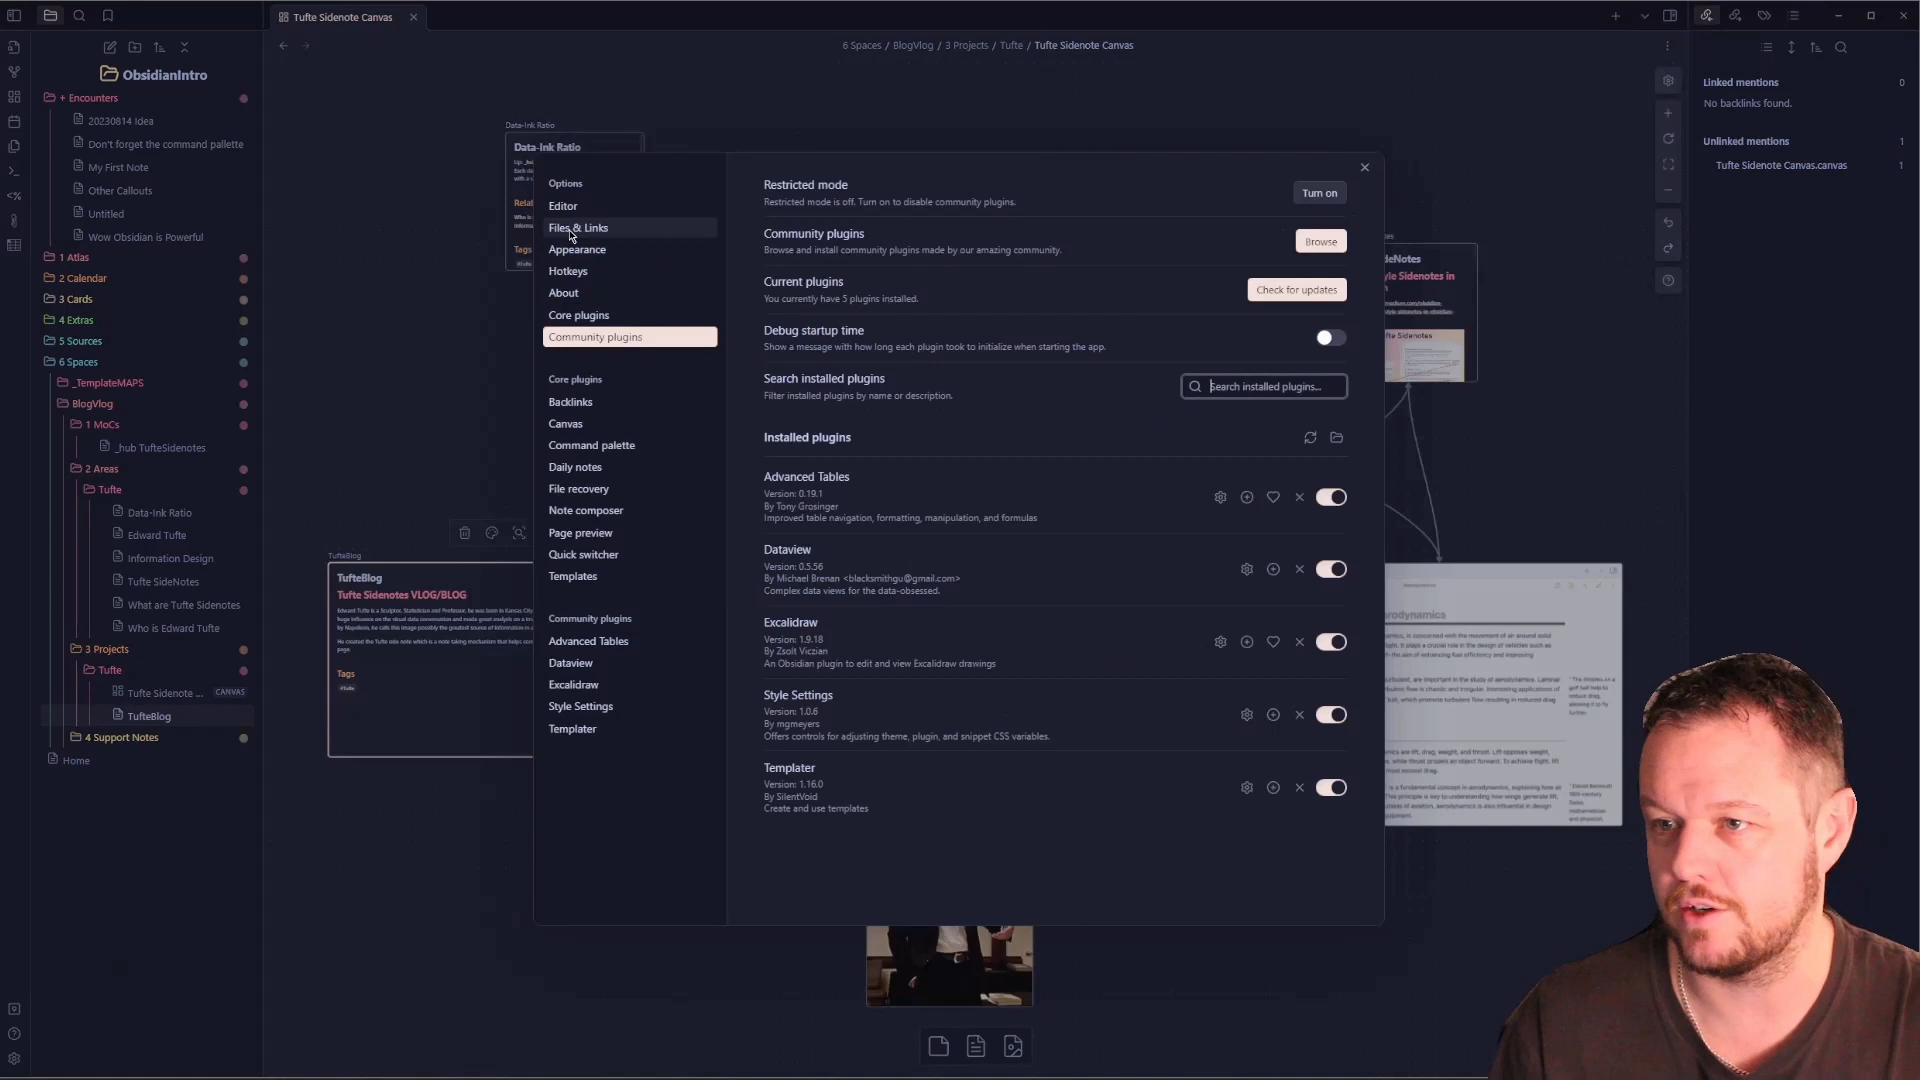 Tufte Sidenote Canvas
6 Spaces / BlogVlog / 3 Projects / Tufte / Tufte Sidenote Canvas
ObsidianIntro
+ Encounters
20230814 Idea
Don't forget the command pallette
My First Note
Other Callouts
Untitled
Wow Obsidian is Powerful
1 Atlas
2 Calendar
3 Cards
4 Extras
5 Sources
6 Spaces
_TemplateMAPS
BlogVlog
1 MoCs
_hub TufteSidenotes
2 Areas
Tufte
Data-Ink Ratio
Edward Tufte
Information Design
Tufte SideNotes
What are Tufte Sidenotes
Who is Edward Tufte
3 Projects
Tufte
Tufte Sidenote ...
CANVAS
TufteBlog
4 Support Notes
Home
Data-Ink Ratio
Data-Ink Ratio
Tags
TufteBlog
TufteBlog
Tufte Sidenotes VLOG/BLOG
Tags
#Tufte
Options
Editor
Files & Links
Appearance
Hotkeys
About
Core plugins
Community plugins
Core plugins
Backlinks
Canvas
Command palette
Daily notes
File recovery
Note composer
Page preview
Quick switcher
Templates
Community plugins
Advanced Tables
Dataview
Excalidraw
Style Settings
Templater
Restricted mode
Restricted mode is off. Turn on to disable community plugins.
Turn on
Community plugins
Browse and install community plugins made by our amazing community.
Browse
Current plugins
You currently have 5 plugins installed.
Check for updates
Debug startup time
Show a message with how long each plugin took to initialize when starting the app.
Search installed plugins
Filter installed plugins by name or description.
Search installed plugins...
Installed plugins
Advanced Tables
Version: 0.19.1
By Tony Grosinger
Improved table navigation, formatting, manipulation, and formulas
Dataview
Version: 0.5.56
By Michael Brenan <blacksmithgu@gmail.com>
Complex data views for the data-obsessed.
Excalidraw
Version: 1.9.18
By Zsolt Viczian
An Obsidian plugin to edit and view Excalidraw drawings
Style Settings
Version: 1.0.6
By mgmeyers
Offers controls for adjusting theme, plugin, and snippet CSS variables.
Templater
Version: 1.16.0
By SilentVoid
Create and use templates
deNotes
yle Sidenotes in
fte Sidenotes
rodynamics
Linked mentions
0
No backlinks found.
Unlinked mentions
1
Tufte Sidenote Canvas.canvas
1